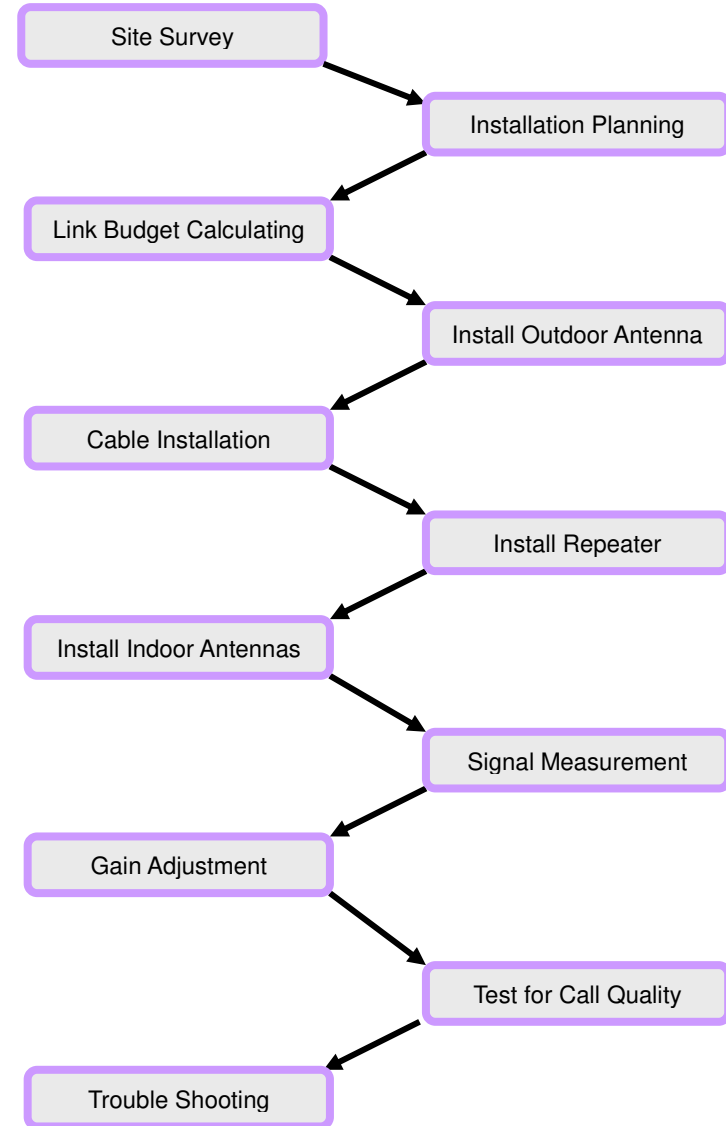 Site Survey
Installation Planning
Link Budget Calculating
Install Outdoor Antenna
Cable Installation
Install Repeater
Install Indoor Antennas
Signal Measurement
Gain Adjustment
Test for Call Quality
Trouble Shooting